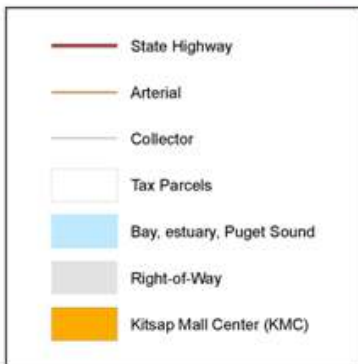 State Highway
Arterial
Collector
Tax Parcels
Bay, estuary, Puget Sound
Right-of-Way
Kitsap Mall Center (KMC)